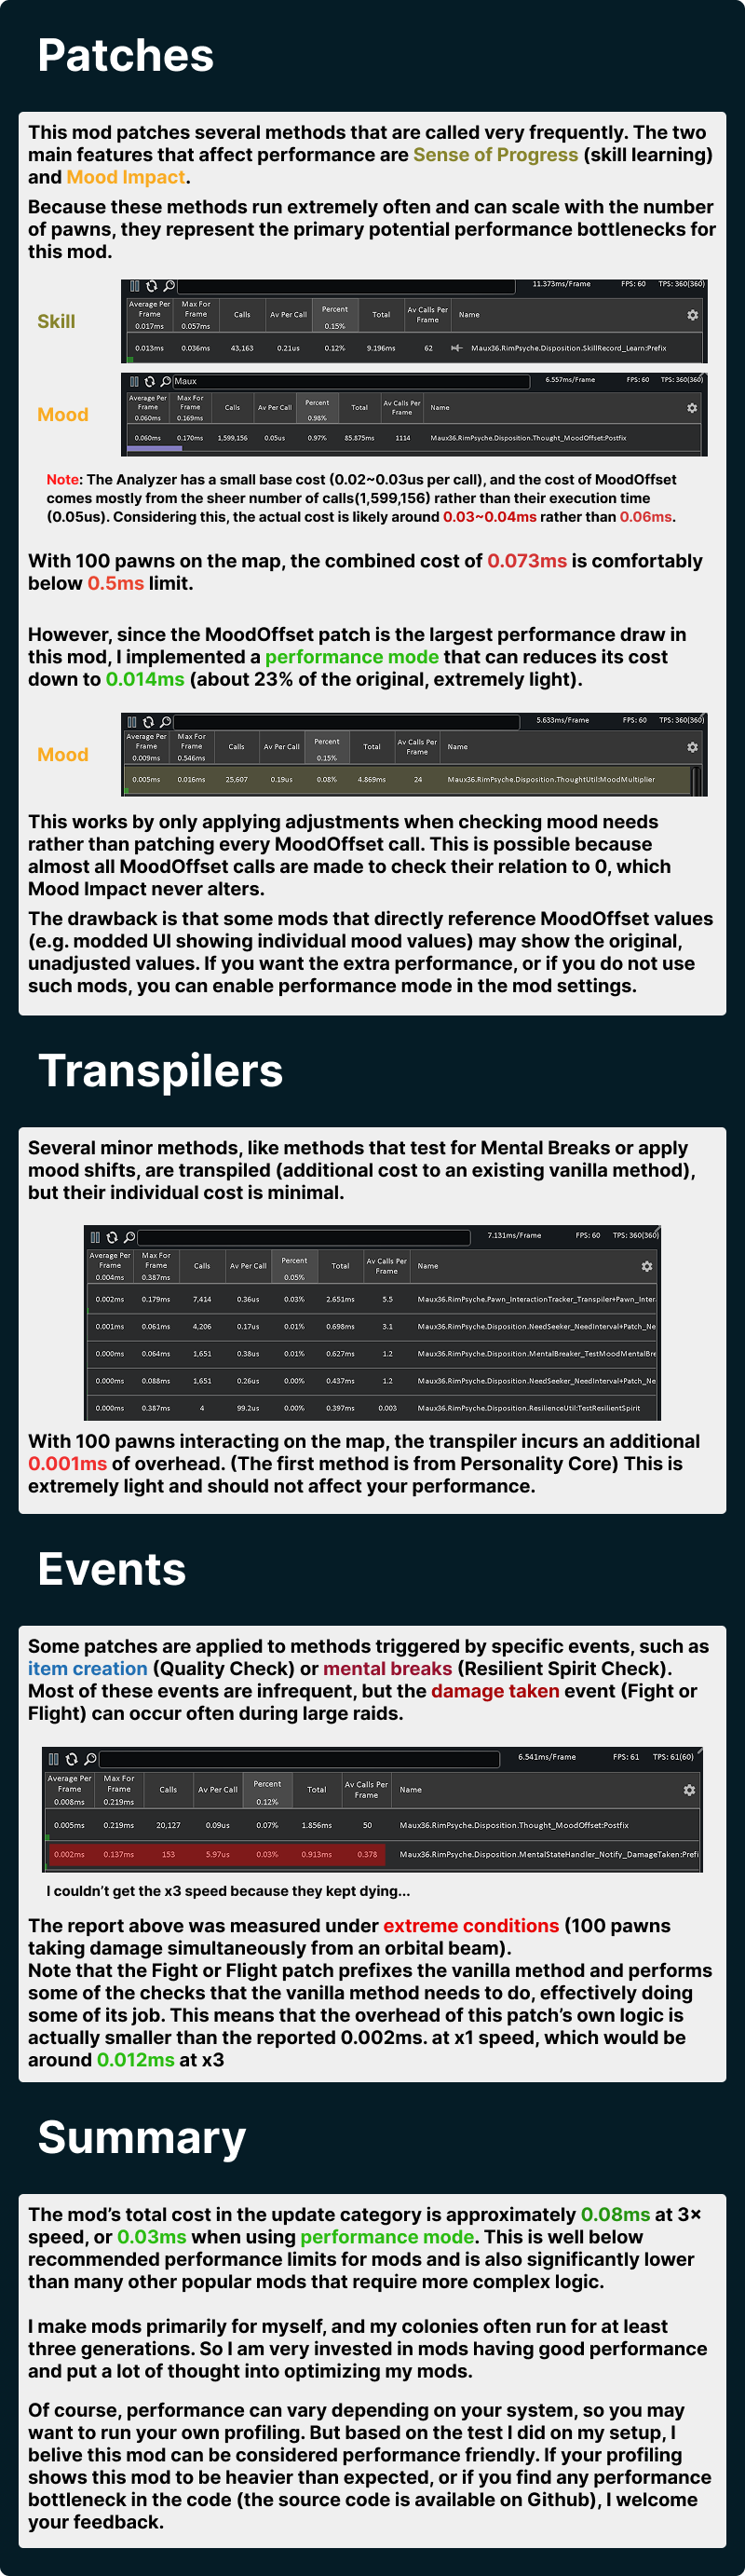 Patches
This mod patches several methods that are called very frequently. The two
main features that affect performance are Sense of Progress (skill learning)
and Mood Impact.
Because these methods run extremely often and can scale with the number
of pawns, they represent the primary potential performance bottlenecks for
this mod.
Skill
11.373ms/Frame FPS: 60 TPS: 360(360)
Average Per Frame 0.017ms Max For Frame 0.057ms Calls Av Per Call Percent 0.15% Total Av Calls Per Frame Name
0.013ms 0.036ms 43,163 0.21us 0.12% 9.196ms 62 Maux36.RimPsyche.Disposition.SkillRecord_Learn:Prefix
Mood
Maux 6.557ms/Frame FPS: 60 TPS: 360(360)
Average Per Frame 0.060ms Max For Frame 0.169ms Calls Av Per Call Percent 0.98% Total Av Calls Per Frame Name
0.060ms 0.170ms 1,599,156 0.05us 0.97% 85.875ms 1114 Maux36.RimPsyche.Disposition.Thought_MoodOffset:Postfix
Note: The Analyzer has a small base cost (0.02~0.03us per call), and the cost of MoodOffset
comes mostly from the sheer number of calls(1,599,156) rather than their execution time
(0.05us). Considering this, the actual cost is likely around 0.03~0.04ms rather than 0.06ms.
With 100 pawns on the map, the combined cost of 0.073ms is comfortably
below 0.5ms limit.
However, since the MoodOffset patch is the largest performance draw in
this mod, I implemented a performance mode that can reduces its cost
down to 0.014ms (about 23% of the original, extremely light).
Mood
5.633ms/Frame FPS: 60 TPS: 360(360)
Average Per Frame 0.009ms Max For Frame 0.546ms Calls Av Per Call Percent 0.15% Total Av Calls Per Frame Name
0.005ms 0.016ms 25,607 0.19us 0.08% 4.869ms 24 Maux36.RimPsyche.Disposition.ThoughtUtil:MoodMultiplier
This works by only applying adjustments when checking mood needs
rather than patching every MoodOffset call. This is possible because
almost all MoodOffset calls are made to check their relation to 0, which
Mood Impact never alters.
The drawback is that some mods that directly reference MoodOffset values
(e.g. modded UI showing individual mood values) may show the original,
unadjusted values. If you want the extra performance, or if you do not use
such mods, you can enable performance mode in the mod settings.
Transpilers
Several minor methods, like methods that test for Mental Breaks or apply
mood shifts, are transpiled (additional cost to an existing vanilla method),
but their individual cost is minimal.
7.131ms/Frame FPS: 60 TPS: 360(360)
Average Per Frame 0.004ms Max For Frame 0.387ms Calls Av Per Call Percent 0.05% Total Av Calls Per Frame Name
0.002ms 0.179ms 7,414 0.36us 0.03% 2.651ms 5.5 Maux36.RimPsyche.Pawn_InteractionTracker_Transpiler+Pawn_Inter
0.001ms 0.061ms 4,206 0.17us 0.01% 0.698ms 3.1 Maux36.RimPsyche.Disposition.NeedSeeker_NeedInterval+Patch_Ne
0.000ms 0.064ms 1,651 0.38us 0.01% 0.627ms 1.2 Maux36.RimPsyche.Disposition.MentalBreaker_TestMoodMentalBre
0.000ms 0.088ms 1,651 0.26us 0.00% 0.437ms 1.2 Maux36.RimPsyche.Disposition.NeedSeeker_NeedInterval+Patch_Ne
0.000ms 0.387ms 4 99.2us 0.00% 0.397ms 0.003 Maux36.RimPsyche.Disposition.ResilienceUtil:TestResilientSpirit
With 100 pawns interacting on the map, the transpiler incurs an additional
0.001ms of overhead. (The first method is from Personality Core) This is
extremely light and should not affect your performance.
Events
Some patches are applied to methods triggered by specific events, such as
item creation (Quality Check) or mental breaks (Resilient Spirit Check).
Most of these events are infrequent, but the damage taken event (Fight or
Flight) can occur often during large raids.
6.541ms/Frame FPS: 61 TPS: 61(60)
Average Per Frame 0.008ms Max For Frame 0.219ms Calls Av Per Call Percent 0.12% Total Av Calls Per Frame Name
0.005ms 0.219ms 20,127 0.09us 0.07% 1.856ms 50 Maux36.RimPsyche.Disposition.Thought_MoodOffset:Postfix
0.002ms 0.137ms 153 5.97us 0.03% 0.913ms 0.378 Maux36.RimPsyche.Disposition.MentalStateHandler_Notify_DamageTaken:Prefi
I couldn't get the x3 speed because they kept dying...
The report above was measured under extreme conditions (100 pawns
taking damage simultaneously from an orbital beam).
Note that the Fight or Flight patch prefixes the vanilla method and performs
some of the checks that the vanilla method needs to do, effectively doing
some of its job. This means that the overhead of this patch's own logic is
actually smaller than the reported 0.002ms. at x1 speed, which would be
around 0.012ms at x3
Summary
The mod's total cost in the update category is approximately 0.08ms at 3×
speed, or 0.03ms when using performance mode. This is well below
recommended performance limits for mods and is also significantly lower
than many other popular mods that require more complex logic.
I make mods primarily for myself, and my colonies often run for at least
three generations. So I am very invested in mods having good performance
and put a lot of thought into optimizing my mods.
Of course, performance can vary depending on your system, so you may
want to run your own profiling. But based on the test I did on my setup, I
belive this mod can be considered performance friendly. If your profiling
shows this mod to be heavier than expected, or if you find any performance
bottleneck in the code (the source code is available on Github), I welcome
your feedback.